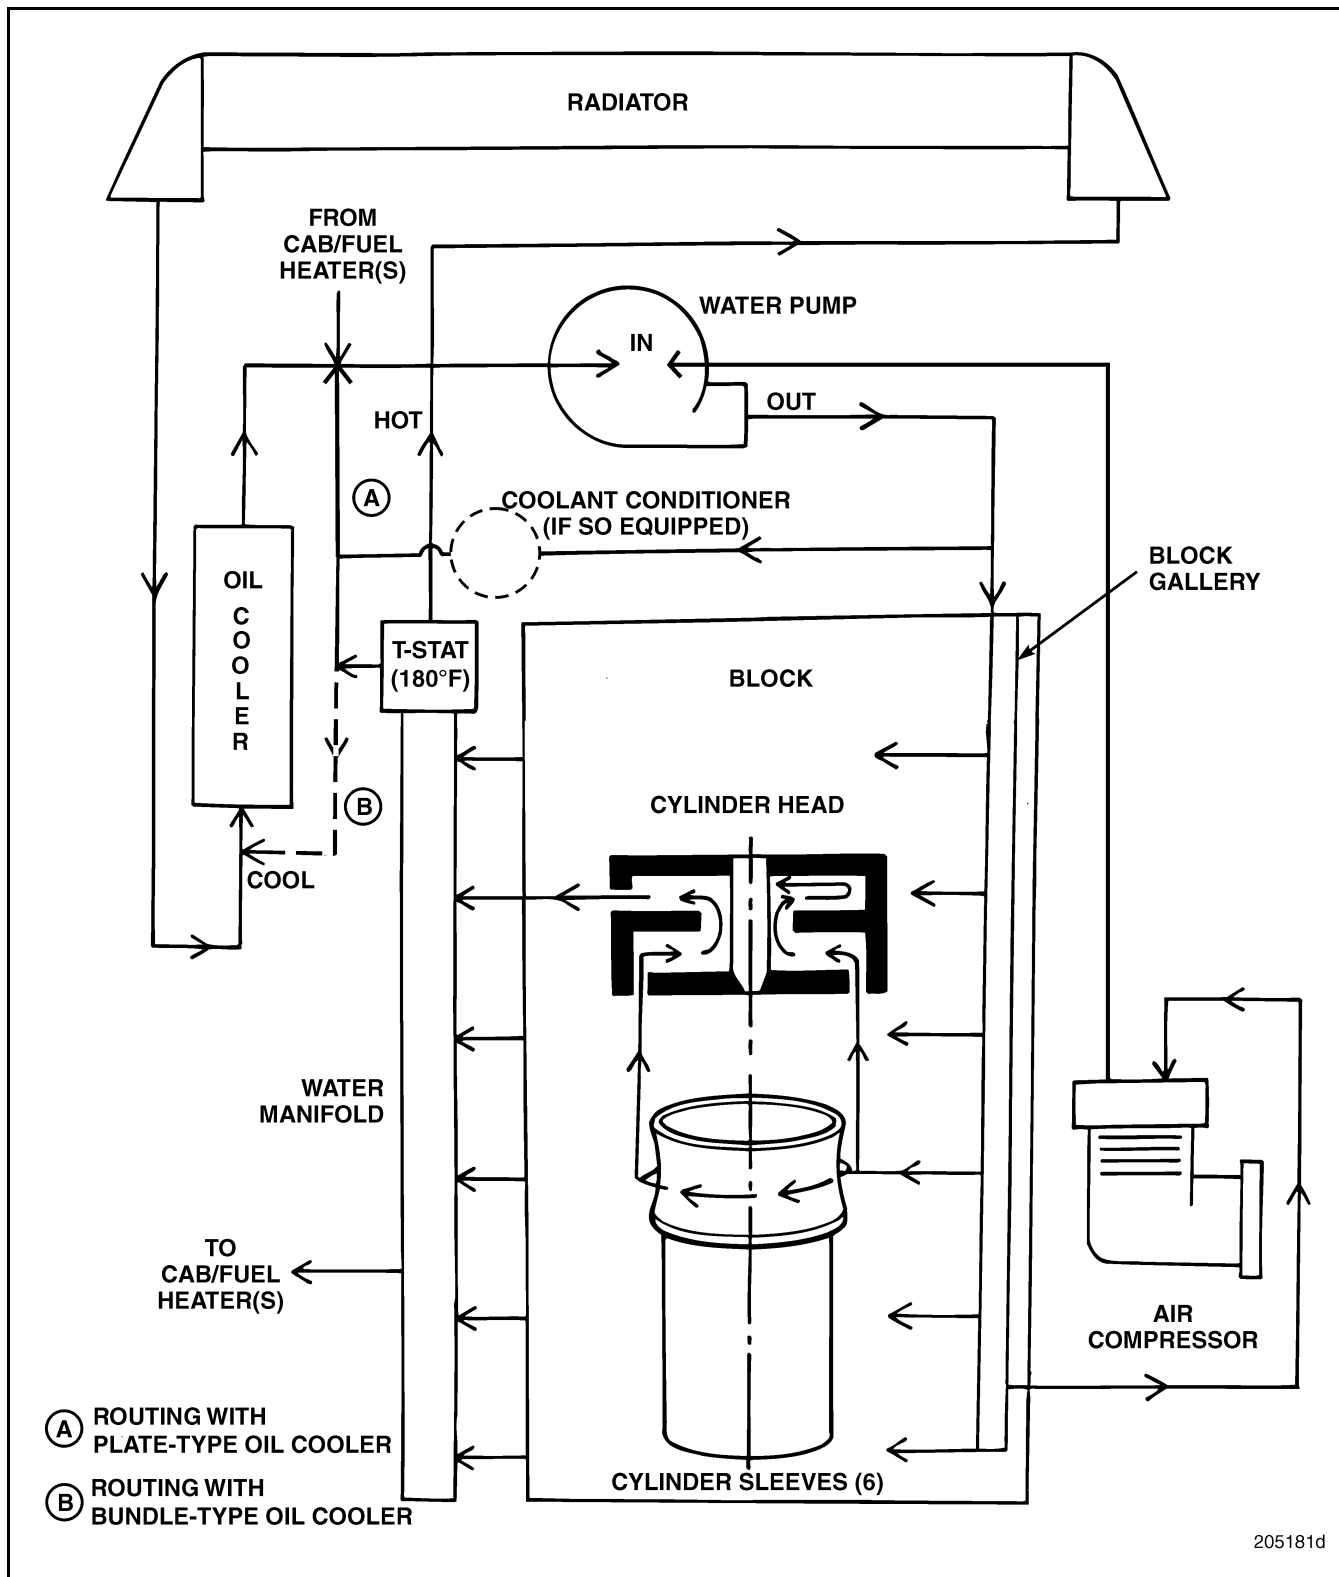 RADIATOR
FROM
CAB/FUEL
HEATER(S)
WATER PUMP
IN
OUT
HOT
A
COOLANT CONDITIONER
(IF SO EQUIPPED)
BLOCK
GALLERY
OIL
COOLER
T-STAT
(180°F)
BLOCK
B
COOL
CYLINDER HEAD
WATER
MANIFOLD
TO
CAB/FUEL
HEATER(S)
AIR
COMPRESSOR
A ROUTING WITH
PLATE-TYPE OIL COOLER
CYLINDER SLEEVES (6)
B ROUTING WITH
BUNDLE-TYPE OIL COOLER
205181d